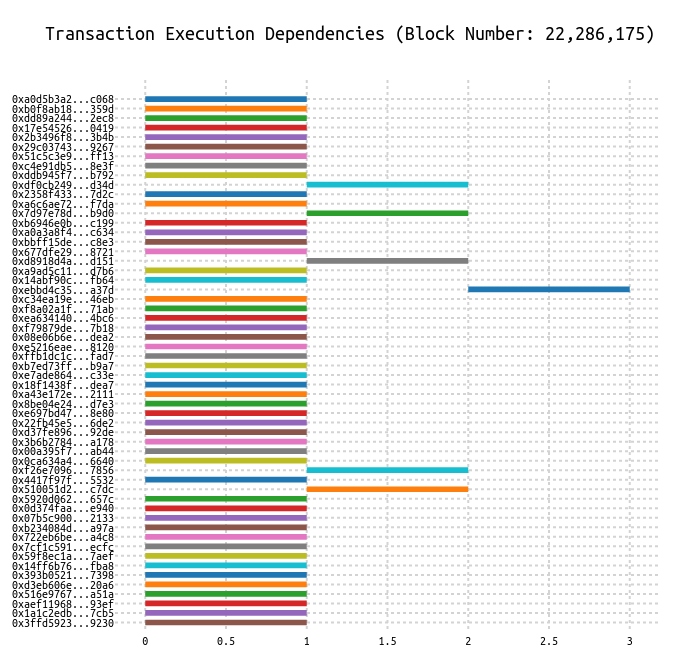 Transaction Execution Dependencies (Block Number: 22,286,175)
0xa0d5b3a2...c068
0xb0f8ab18...359d
0xdd89a244...2ec8
0x17e54526...0419
0x2b3496f8...3b4b
0x29c03743...9267
0x51c5c3e9...ff13
0xc4e91db5...8e3f
0xddb945f7...b792
0xdf0cb249...d34d
0x2358f433...7d2c
0xa6c6ae72...f7da
0x7d97e78d...b9d0
0xb6946e0b...c199
0xa0a3a8f4...c634
0xbbff15de...c8e3
0x677dfe29...8721
0xd8918d4a...d151
0xa9ad5c11...d7b6
0x14abf90c...fb64
0xebbd4c35...a37d
0xc34ea19e...46eb
0xf8a02a1f...71ab
0xea634140...4bc6
0xf79879de...7b18
0x08e06b6e...dea2
0xe5216eae...8120
0xffb1dc1c...fad7
0xb7ed73ff...b9a7
0xe7ade864...c33e
0x18f1438f...dea7
0xa43e172e...2111
0x8be04e24...d7e3
0xe697bd47...8e80
0x22fb45e5...6de2
0xd37fe896...92de
0x3b6b2784...a178
0x00a395f7...ab44
0x0ca634a4...6640
0xf26e7096...7856
0x4417f97f...5532
0x510051d2...c7dc
0x5920d062...657c
0x0d374faa...e940
0x07b5c900...2133
0xb234084d...a97a
0x722eb6be...a4c8
0x7cf1c591...ecfc
0x59f8ec1a...7aef
0x14ff6b76...fba8
0x393b0521...7398
0xd3eb606e...20a6
0x516e9767...a51a
0xaef11968...93ef
0x1a1c2edb...7cb5
0x3ffd5923...9230
0 0.5 1 1.5 2 2.5 3